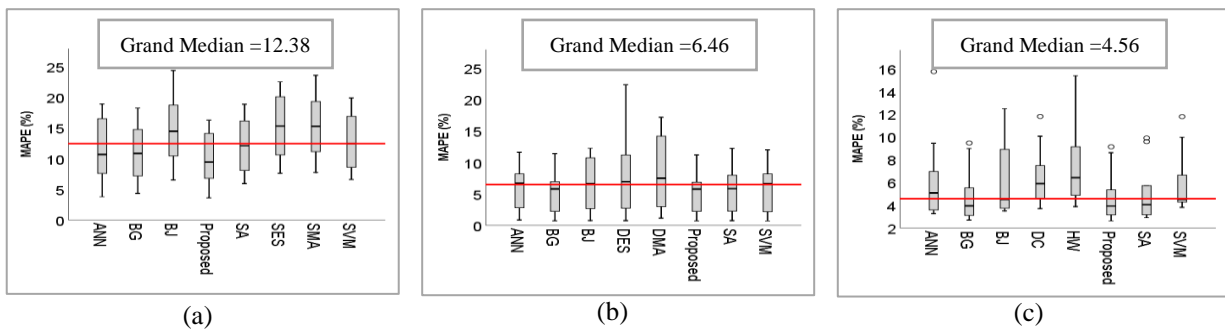 Grand Median =12.38
MAPE (%)
25
20
15
10
5
0
ANN
BG
BJ
Proposed
SA
SES
SMA
SVM
(a)
Grand Median =6.46
MAPE (%)
25
20
15
10
5
0
ANN
BG
BJ
DES
DMA
Proposed
SA
SVM
(b)
Grand Median =4.56
MAPE (%)
16
14
12
10
8
6
4
2
ANN
BG
BJ
DC
HW
Proposed
SA
SVM
(c)